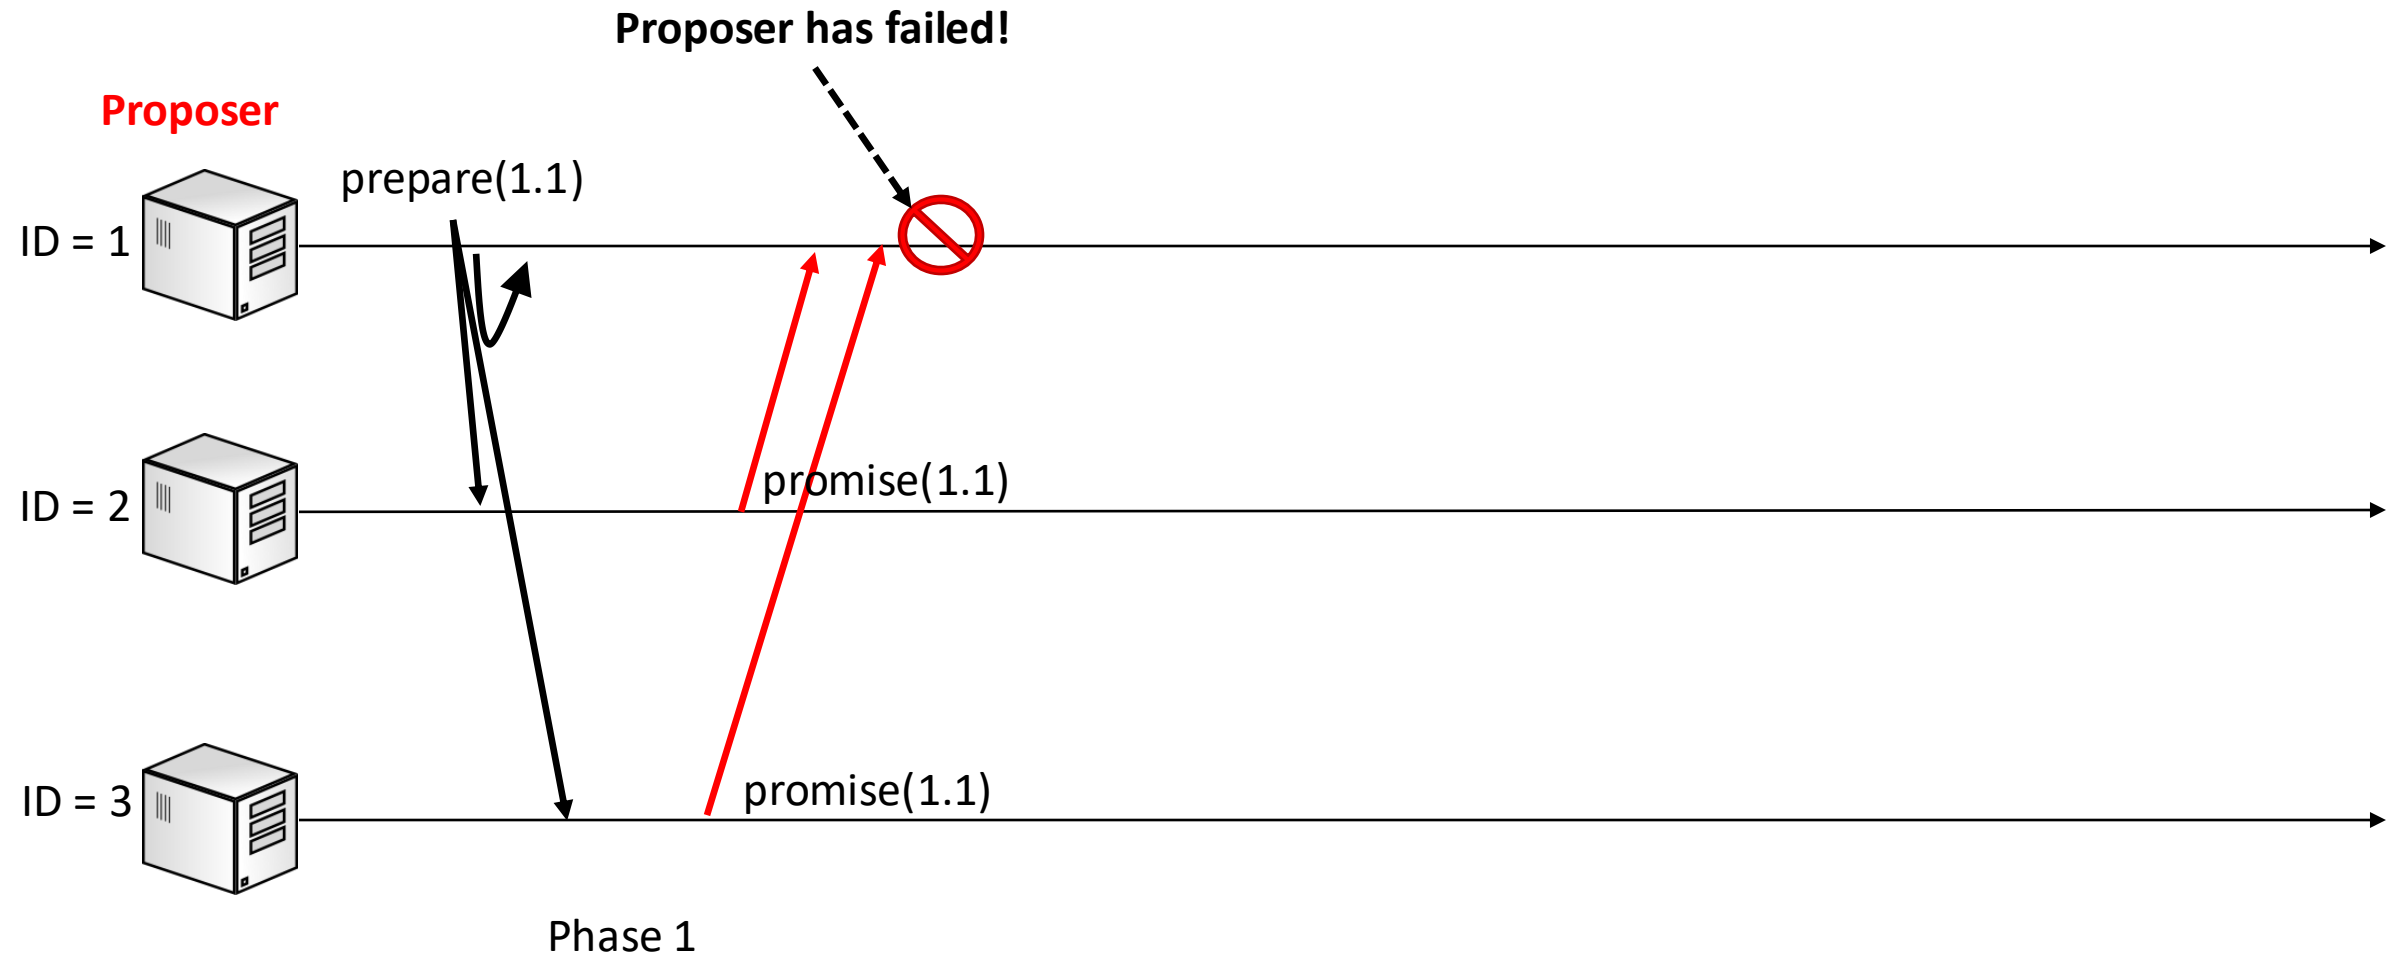 Proposer has failed!
Proposer
prepare(1.1)
ID = 1
promise(1.1)
ID = 2
promise(1.1)
ID = 3
Phase 1